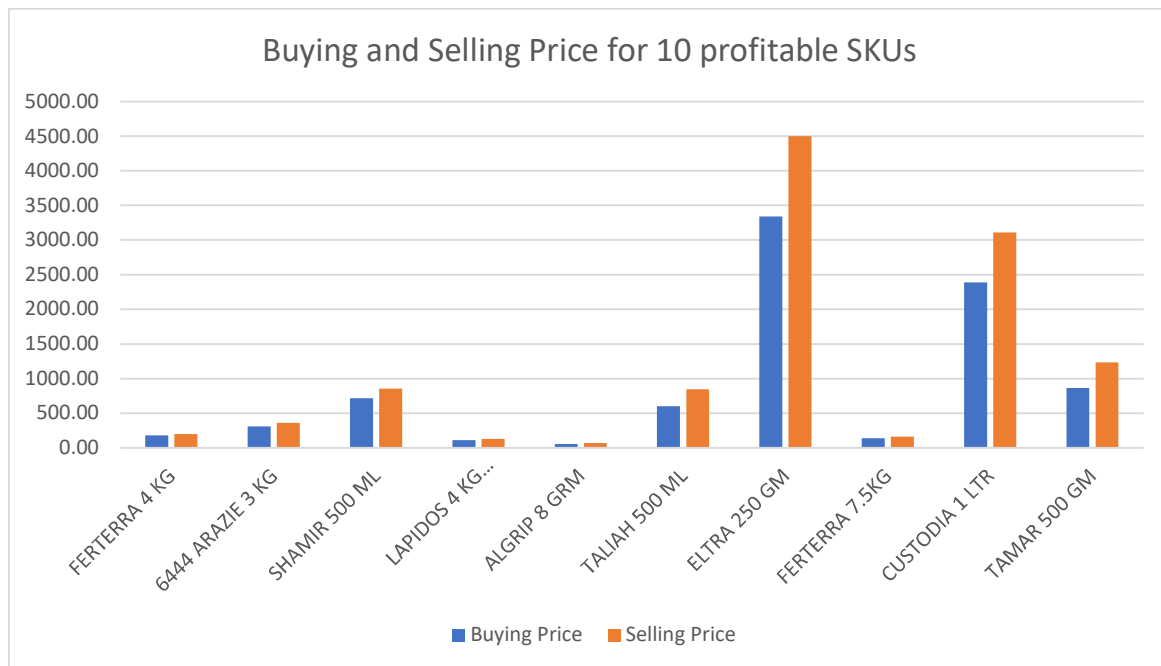 Buying and Selling Price for 10 profitable SKUs
5000.00
4500.00
4000.00
3500.00
3000.00
2500.00
2000.00
1500.00
1000.00
500.00
0.00
FERTERRA 4 KG
6444 ARAZIE 3 KG
SHAMIR 500 ML
LAPIDOS 4 KG...
ALGRIP 8 GRM
TALIAH 500 ML
ELTRA 250 GM
FERTERRA 7.5KG
CUSTODIA 1 LTR
TAMAR 500 GM
Buying Price
Selling Price